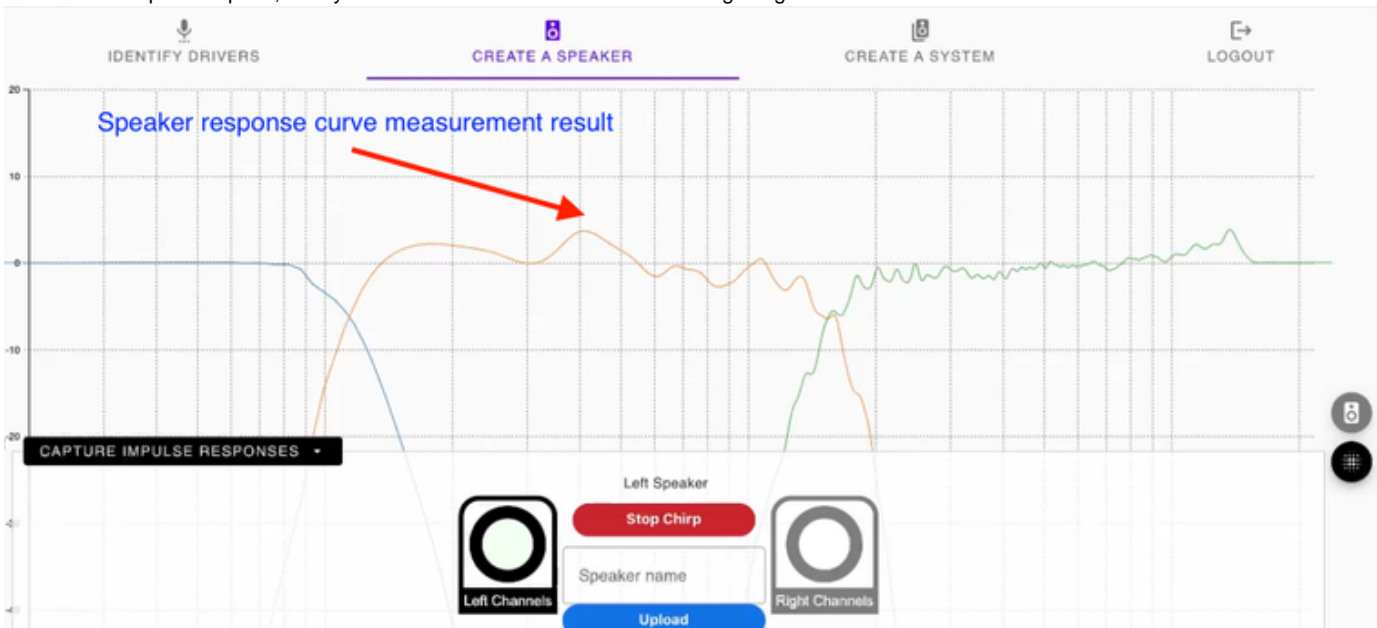 IDENTIFY DRIVERS
CREATE A SPEAKER
CREATE A SYSTEM
LOGOUT
20
Speaker response curve measurement result
10
0
-10
-20
CAPTURE IMPULSE RESPONSES
Left Speaker
Stop Chirp
Speaker name
Left Channels
Right Channels
Upload